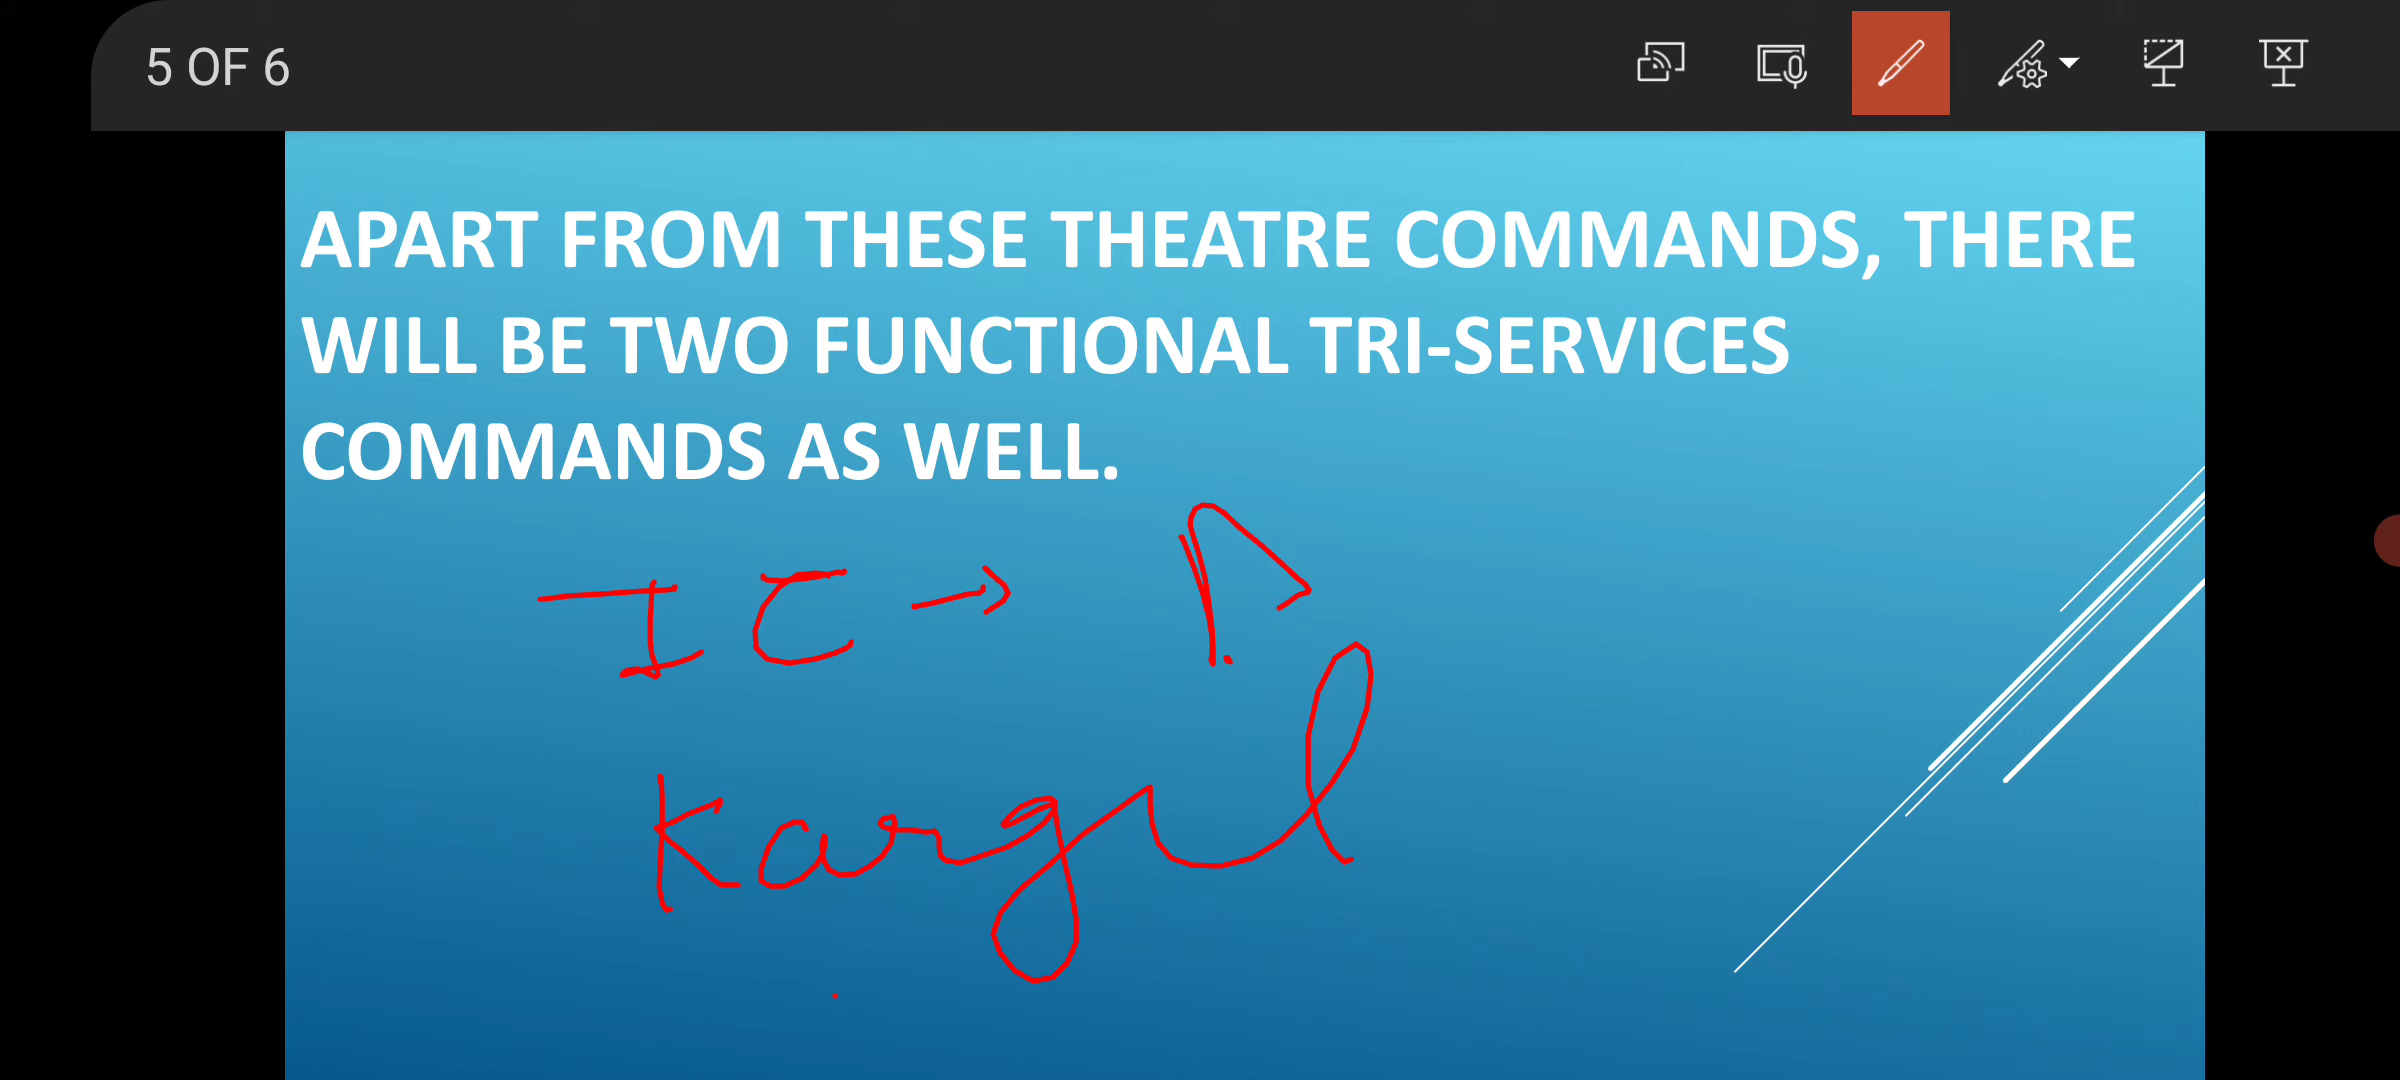 5 OF 6
APART FROM THESE THEATRE COMMANDS, THERE
WILL BE TWO FUNCTIONAL TRI-SERVICES
COMMANDS AS WELL.
I C →
Kargil